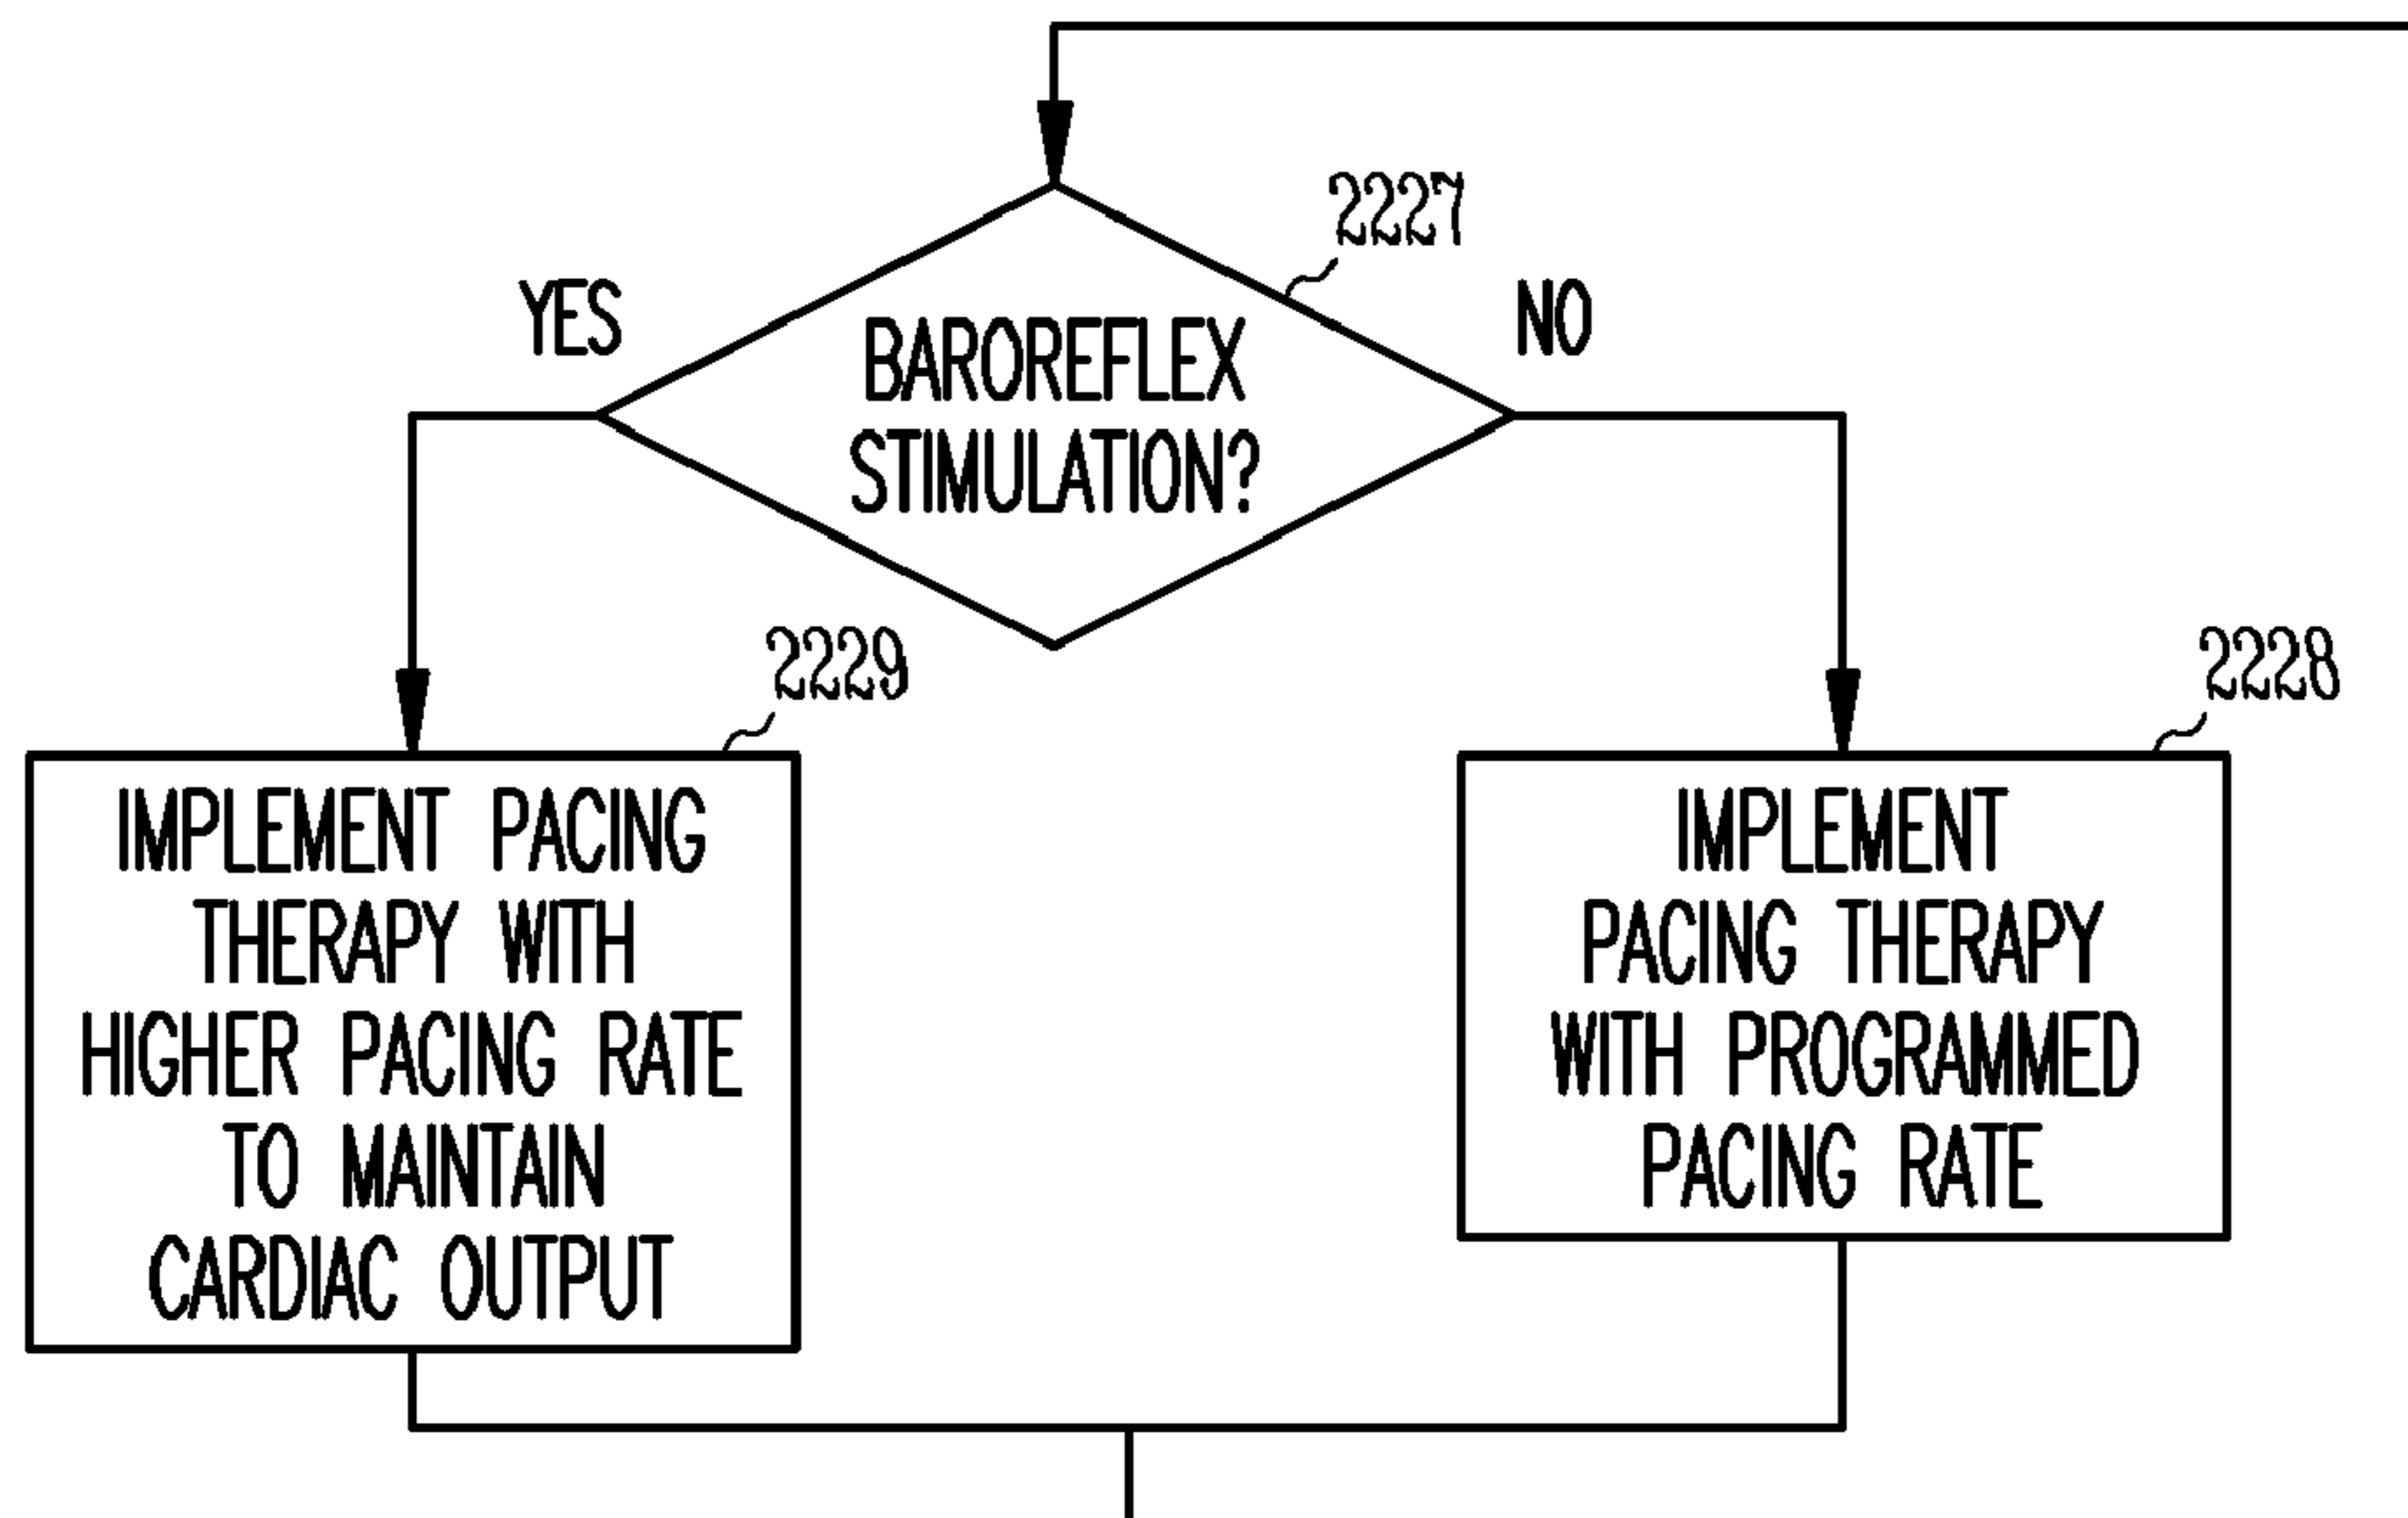 2227
YES
NO
BAROREFLEX
STIMULATION?
2229
2228
IMPLEMENT PACING
THERAPY WITH
HIGHER PACING RATE
TO MAINTAIN
CARDIAC OUTPUT
IMPLEMENT
PACING THERAPY
WITH PROGRAMMED
PACING RATE